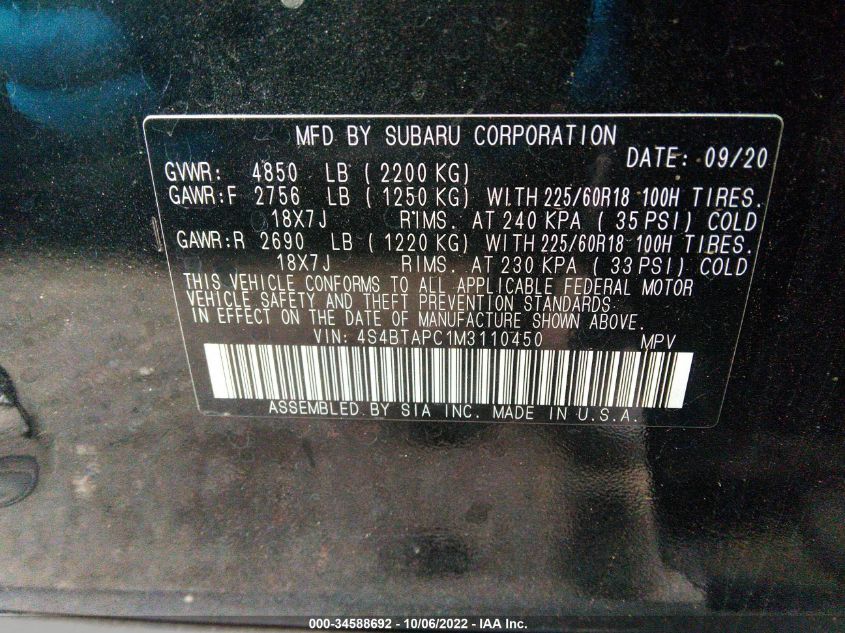 MFD BY SUBARU CORPORATION
DATE: 09/20
GVWR: 4850 LB ( 2200 KG)
GAWR:F 2756 LB ( 1250 KG) WITH 225/60R18 100H TIRES.
18X7J RIMS. AT 240 KPA ( 35 PSI) COLD
GAWR:R 2690 LB ( 1220 KG) WITH 225/60R18 100H TIRES.
18X7J RIMS. AT 230 KPA ( 33 PSI) COLD
THIS VEHICLE CONFORMS TO ALL APPLICABLE FEDERAL MOTOR
VEHICLE SAFETY AND THEFT PREVENTION STANDARDS
IN EFFECT ON THE DATE OF MANUFACTURE SHOWN ABOVE.
VIN: 4S4BTAPC1M3110450 MPV
ASSEMBLED BY SIA INC. MADE IN U.S.A.
000-34588692 - 10/06/2022 - IAA Inc.